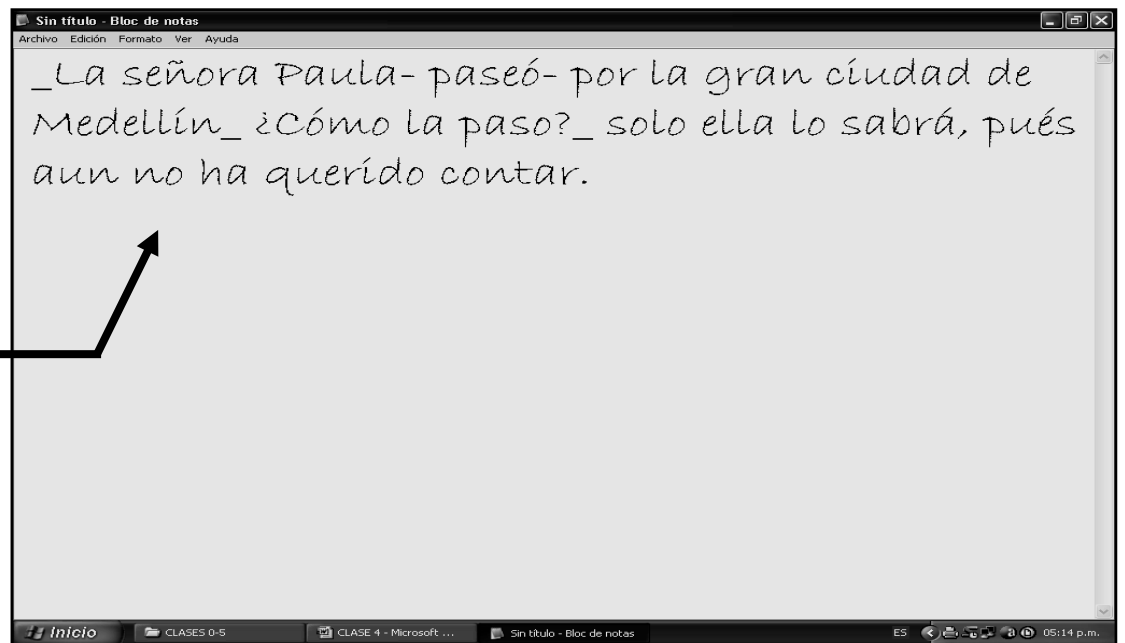 Sin título - Bloc de notas
Archivo Edición Formato Ver Ayuda
_La señora Paula- paseó- por la gran ciudad de
Medellín_ ¿Cómo la paso?_ solo ella lo sabrá, pués
aun no ha querido contar.
Inicio CLASES 0-5 CLASE 4 - Microsoft ... Sin título - Bloc de notas ES 05:14 p.m.